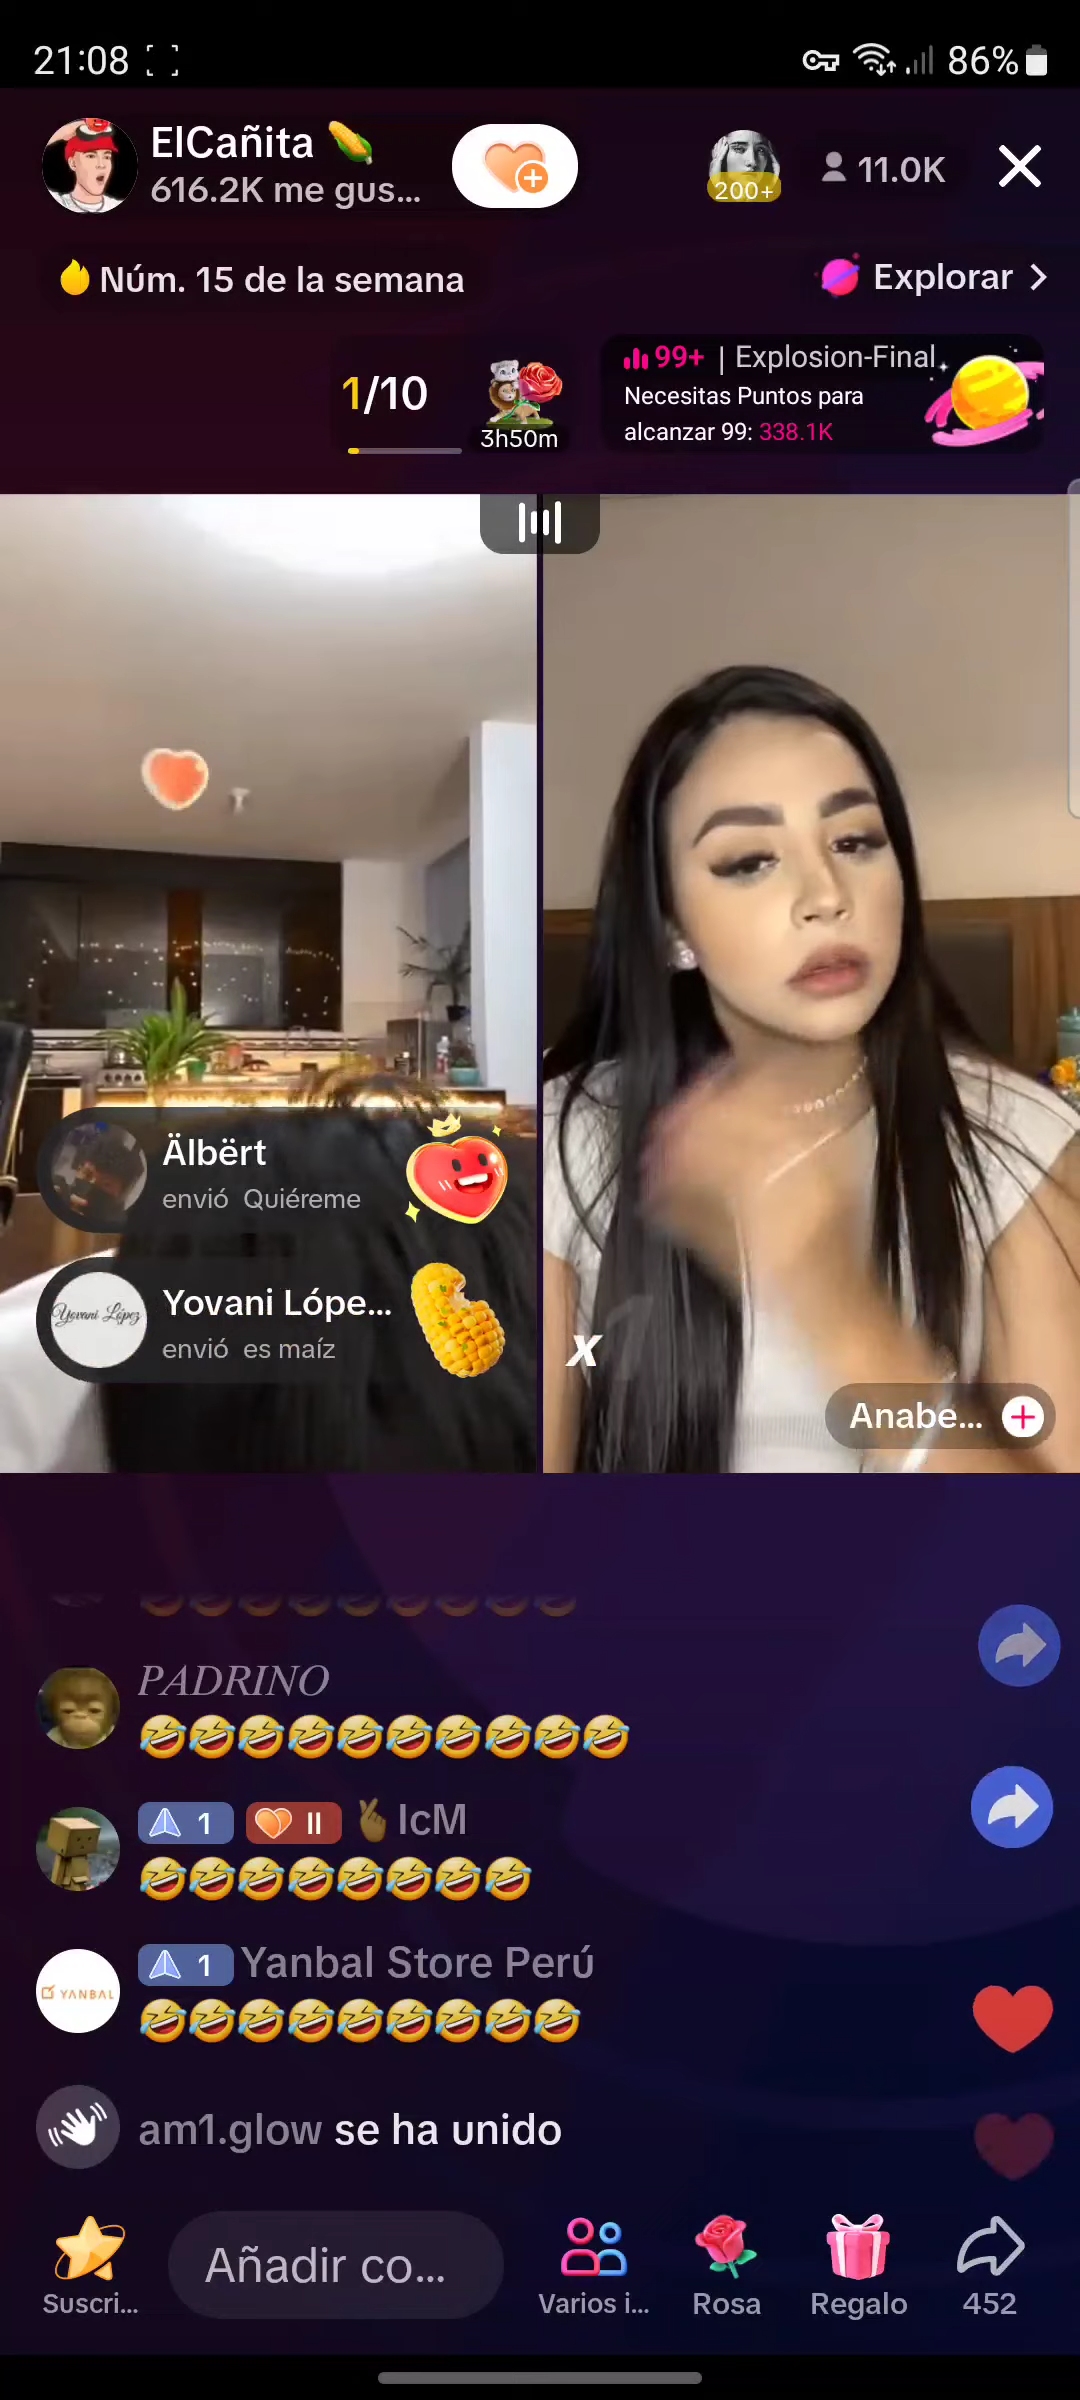 21:08
86%
ElCañita 🌽
616.2K me gus...
200+
11.0K
Núm. 15 de la semana
Explorar
1/10
3h50m
99+ | Explosion-Final
Necesitas Puntos para
alcanzar 99: 338.1K
Älbërt
envió Quiéreme
Yovani López
Yovani Lópe...
envió es maíz
x
Anabe...
PADRINO
🤣🤣🤣🤣🤣🤣🤣🤣🤣🤣
1 II 🫰IcM
🤣🤣🤣🤣🤣🤣🤣🤣
YANBAL
1 Yanbal Store Perú
🤣🤣🤣🤣🤣🤣🤣🤣🤣
am1.glow se ha unido
Añadir co...
Suscri...
Varios i...
Rosa
Regalo
452